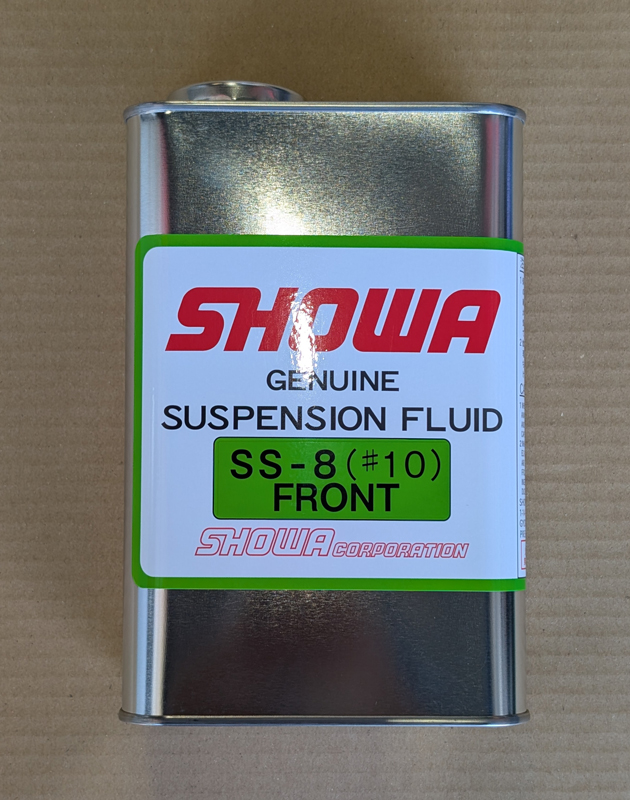 SHOWA
GENUINE
SUSPENSION FLUID
SS-8(#10)
FRONT
SHOWA CORPORATION